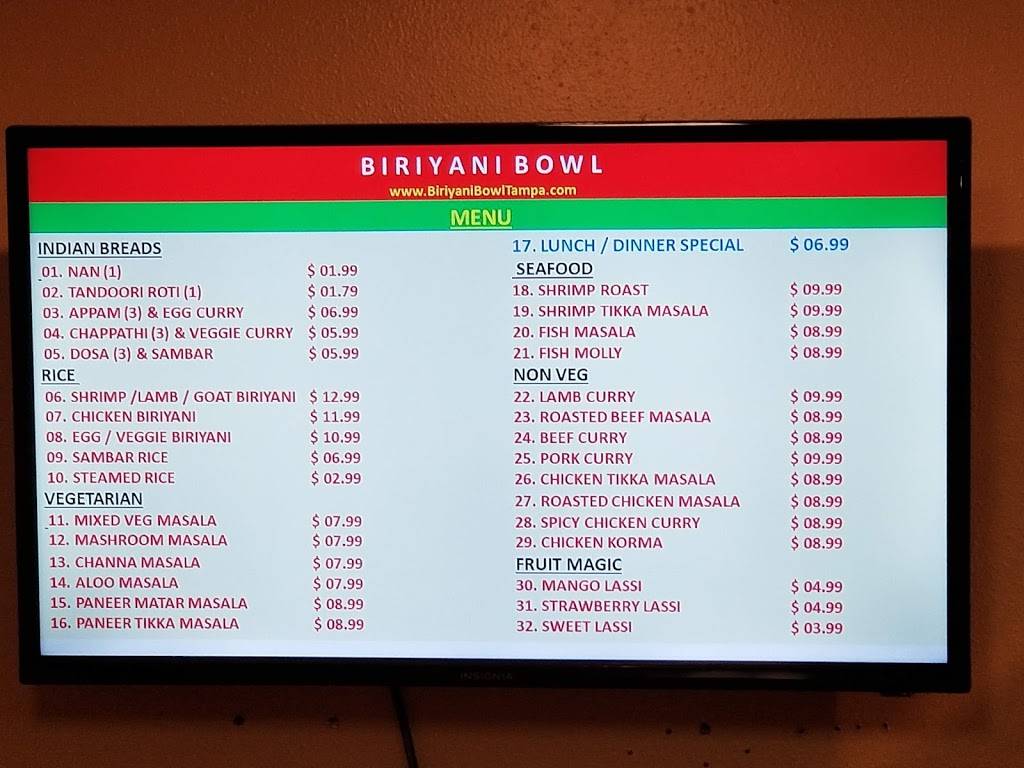 BIRIYANI BOWL
www.BiriyaniBowlTampa.com
MENU
INDIAN BREADS
01. NAN (1) $ 01.99
02. TANDOORI ROTI (1) $ 01.79
03. APPAM (3) & EGG CURRY $ 06.99
04. CHAPPATHI (3) & VEGGIE CURRY $ 05.99
05. DOSA (3) & SAMBAR $ 05.99
RICE
06. SHRIMP /LAMB / GOAT BIRIYANI $ 12.99
07. CHICKEN BIRIYANI $ 11.99
08. EGG / VEGGIE BIRIYANI $ 10.99
09. SAMBAR RICE $ 06.99
10. STEAMED RICE $ 02.99
VEGETARIAN
11. MIXED VEG MASALA $ 07.99
12. MASHROOM MASALA $ 07.99
13. CHANNA MASALA $ 07.99
14. ALOO MASALA $ 07.99
15. PANEER MATAR MASALA $ 08.99
16. PANEER TIKKA MASALA $ 08.99
17. LUNCH / DINNER SPECIAL $ 06.99
SEAFOOD
18. SHRIMP ROAST $ 09.99
19. SHRIMP TIKKA MASALA $ 09.99
20. FISH MASALA $ 08.99
21. FISH MOLLY $ 08.99
NON VEG
22. LAMB CURRY $ 09.99
23. ROASTED BEEF MASALA $ 08.99
24. BEEF CURRY $ 08.99
25. PORK CURRY $ 09.99
26. CHICKEN TIKKA MASALA $ 08.99
27. ROASTED CHICKEN MASALA $ 08.99
28. SPICY CHICKEN CURRY $ 08.99
29. CHICKEN KORMA $ 08.99
FRUIT MAGIC
30. MANGO LASSI $ 04.99
31. STRAWBERRY LASSI $ 04.99
32. SWEET LASSI $ 03.99
INSIGNIA